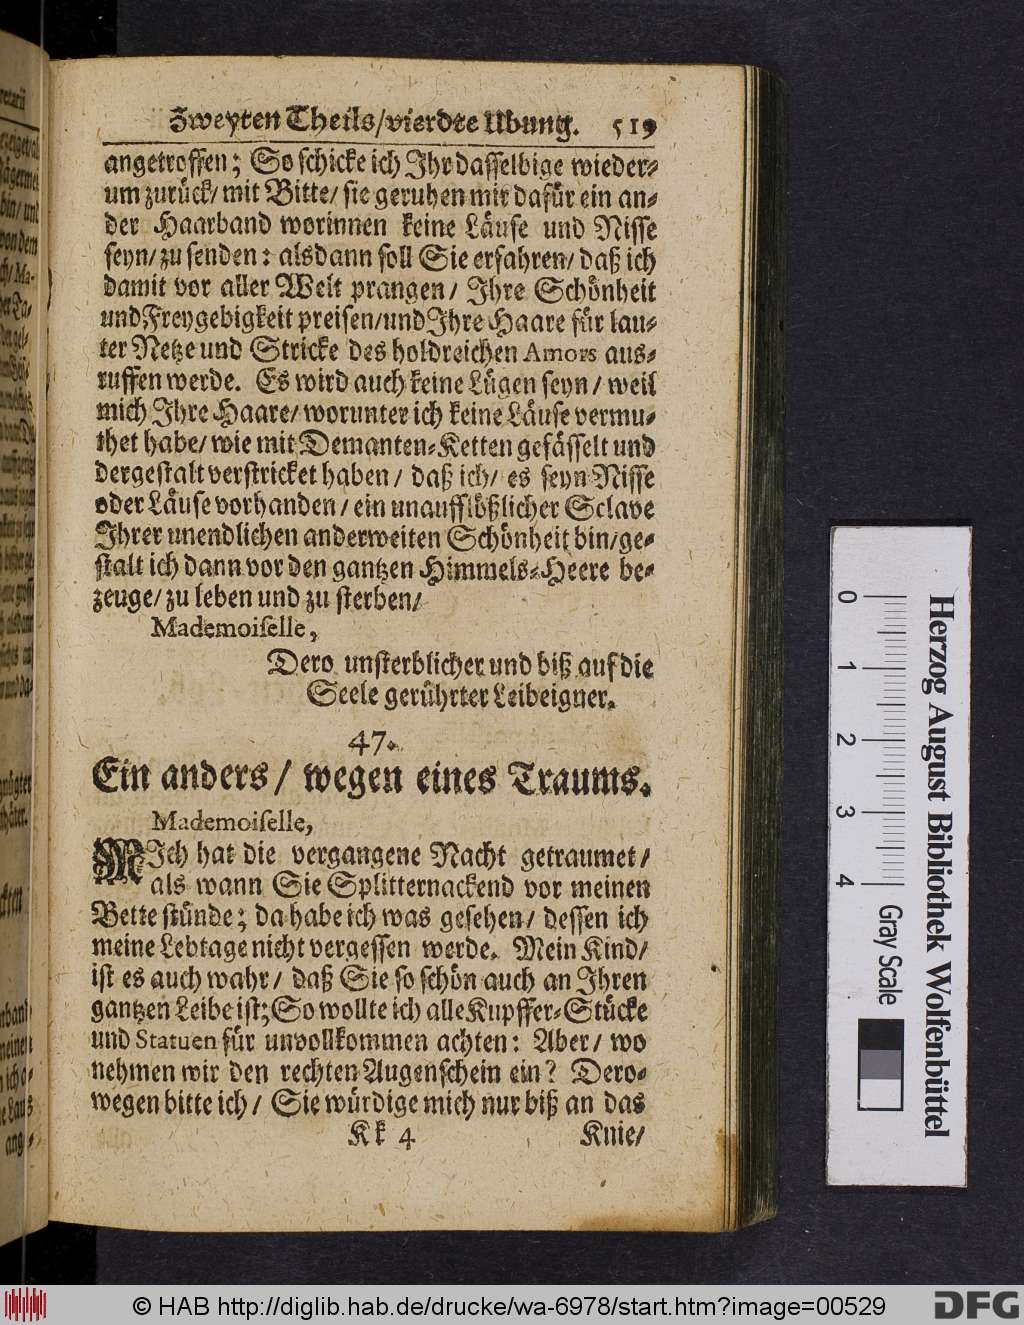 Zweyten Theils/vierdte Ubung. 519
angetroffen; So schicke ich Ihr dasselbige wieder-
um zurück/ mit Bitte/ sie geruhen mir dafür ein an-
der Haarband worinnen keine Läuse und Nisse
seyn/ zu senden: alsdann soll Sie erfahren/ daß ich
damit vor aller Welt prangen/ Ihre Schönheit
und Freygebigkeit preisen/und Ihre Haare für lau-
ter Netze und Stricke des holdreichen Amors aus-
ruffen werde. Es wird auch keine Lügen seyn/ weil
mich Ihre Haare/ worunter ich keine Läuse vermu-
thet habe/ wie mit Demanten-Ketten gefässelt und
dergestalt verstricket haben/ daß ich/ es seyn Nisse
oder Läuse vorhanden/ ein unaufflößlicher Sclave
Ihrer unendlichen anderweiten Schönheit bin/ge-
stalt ich dann vor den gantzen Himmels-Heere be-
zeuge/ zu leben und zu sterben/
Mademoiselle,
Dero unsterblicher und biß auf die
Seele gerührter Leibeigner.
47.
Ein anders/ wegen eines Traums.
Mademoiselle,
MIch hat die vergangene Nacht getraumet/
als wann Sie Splitternackend vor meinen
Bette stünde; da habe ich was gesehen/ dessen ich
meine Lebtage nicht vergessen werde. Mein Kind/
ist es auch wahr/ daß Sie so schön auch an Ihren
gantzen Leibe ist; So wollte ich alle Kupffer-Stücke
und Statuen für unvollkommen achten: Aber/ wo
nehmen wir den rechten Augenschein ein? Dero-
wegen bitte ich/ Sie würdige mich nur biß an das
Kk 4 Knie/
0 1 2 3 4
Gray Scale
Herzog August Bibliothek Wolfenbüttel
© HAB http://diglib.hab.de/drucke/wa-6978/start.htm?image=00529
DFG